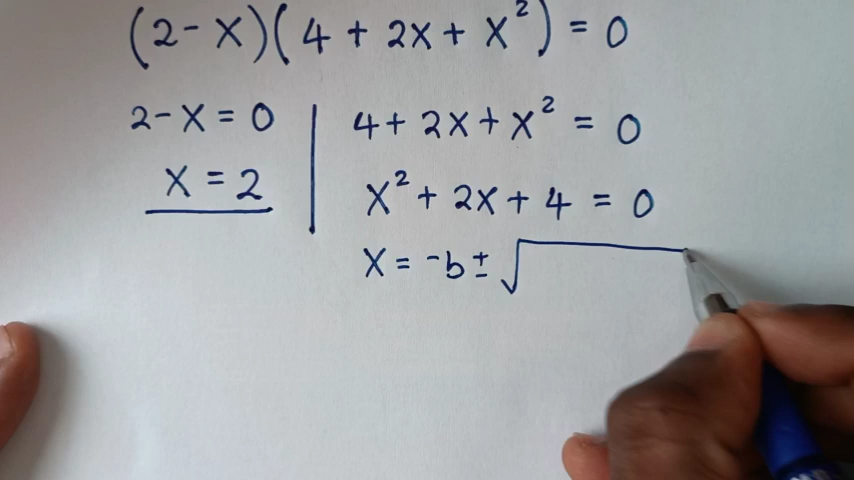 (2 - x)(4 + 2x + x²) = 0
2 - x = 0
x = 2
4 + 2x + x² = 0
x² + 2x + 4 = 0
x = -b ± √